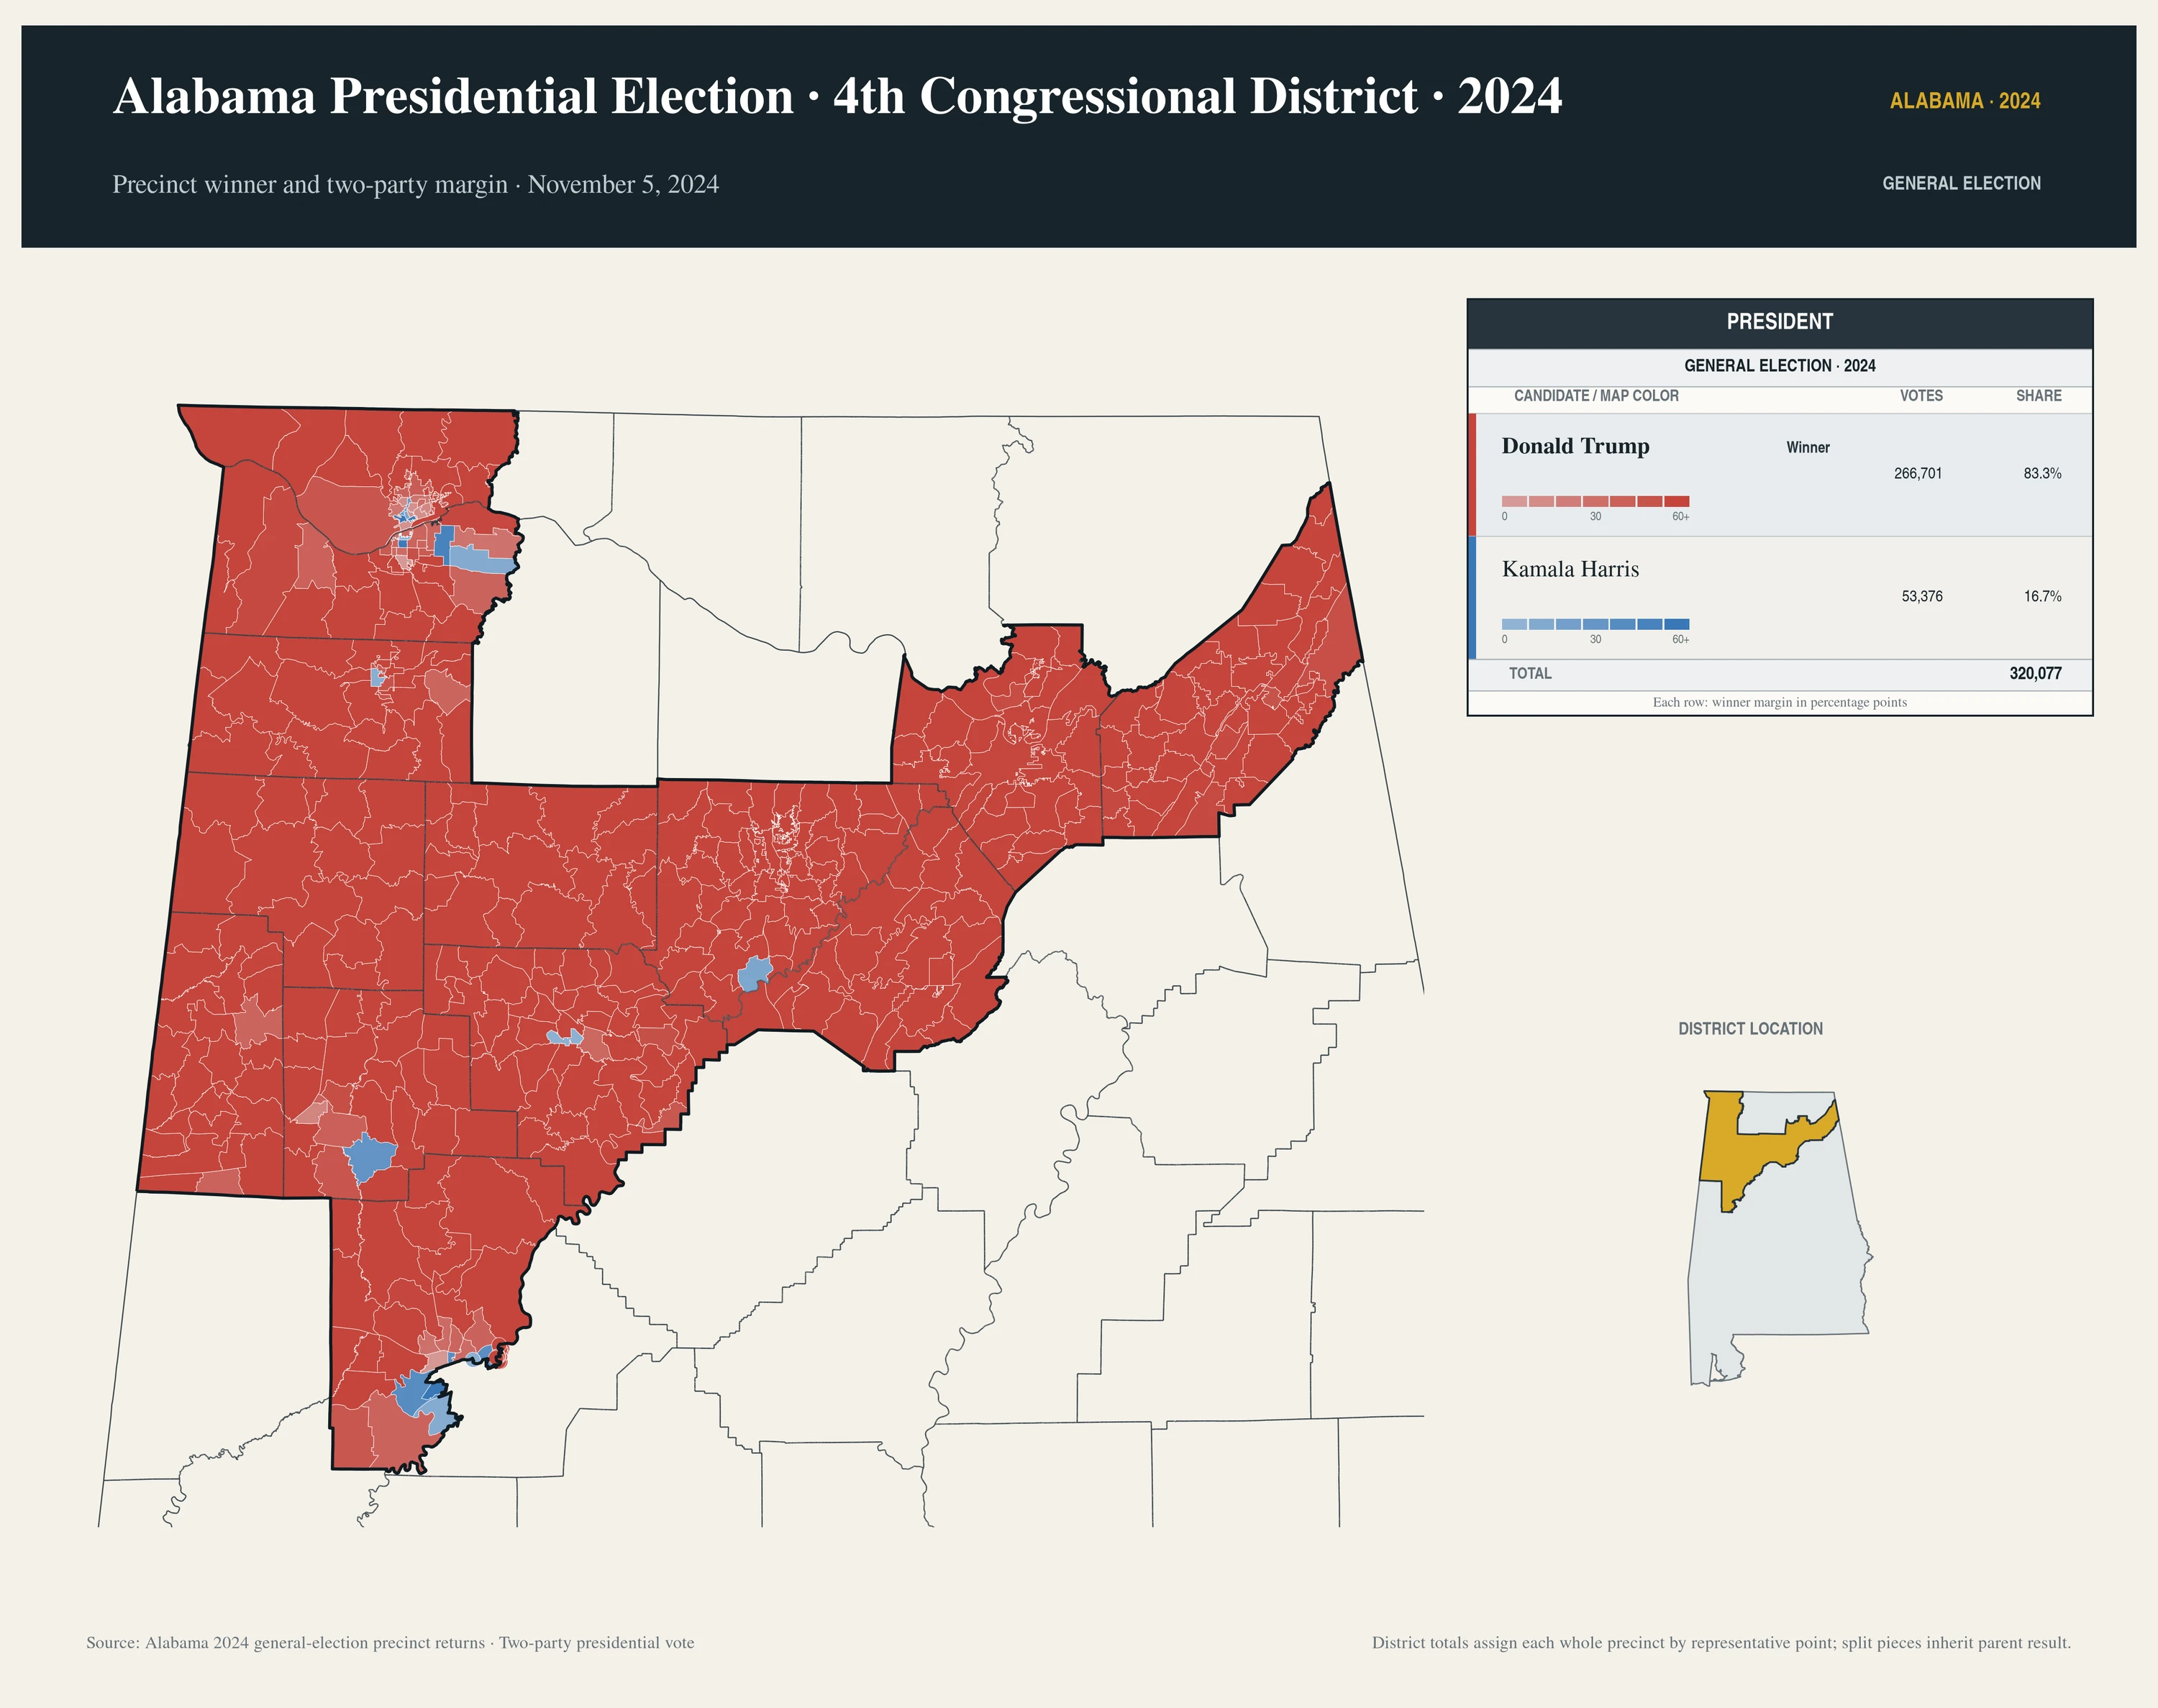 Alabama Presidential Election · 4th Congressional District · 2024
ALABAMA · 2024
Precinct winner and two-party margin · November 5, 2024
GENERAL ELECTION
PRESIDENT
GENERAL ELECTION · 2024
CANDIDATE / MAP COLOR VOTES SHARE
Donald Trump Winner
266,701 83.3%
0 30 60+
Kamala Harris
53,376 16.7%
0 30 60+
TOTAL 320,077
Each row: winner margin in percentage points
DISTRICT LOCATION
Source: Alabama 2024 general-election precinct returns · Two-party presidential vote
District totals assign each whole precinct by representative point; split pieces inherit parent result.